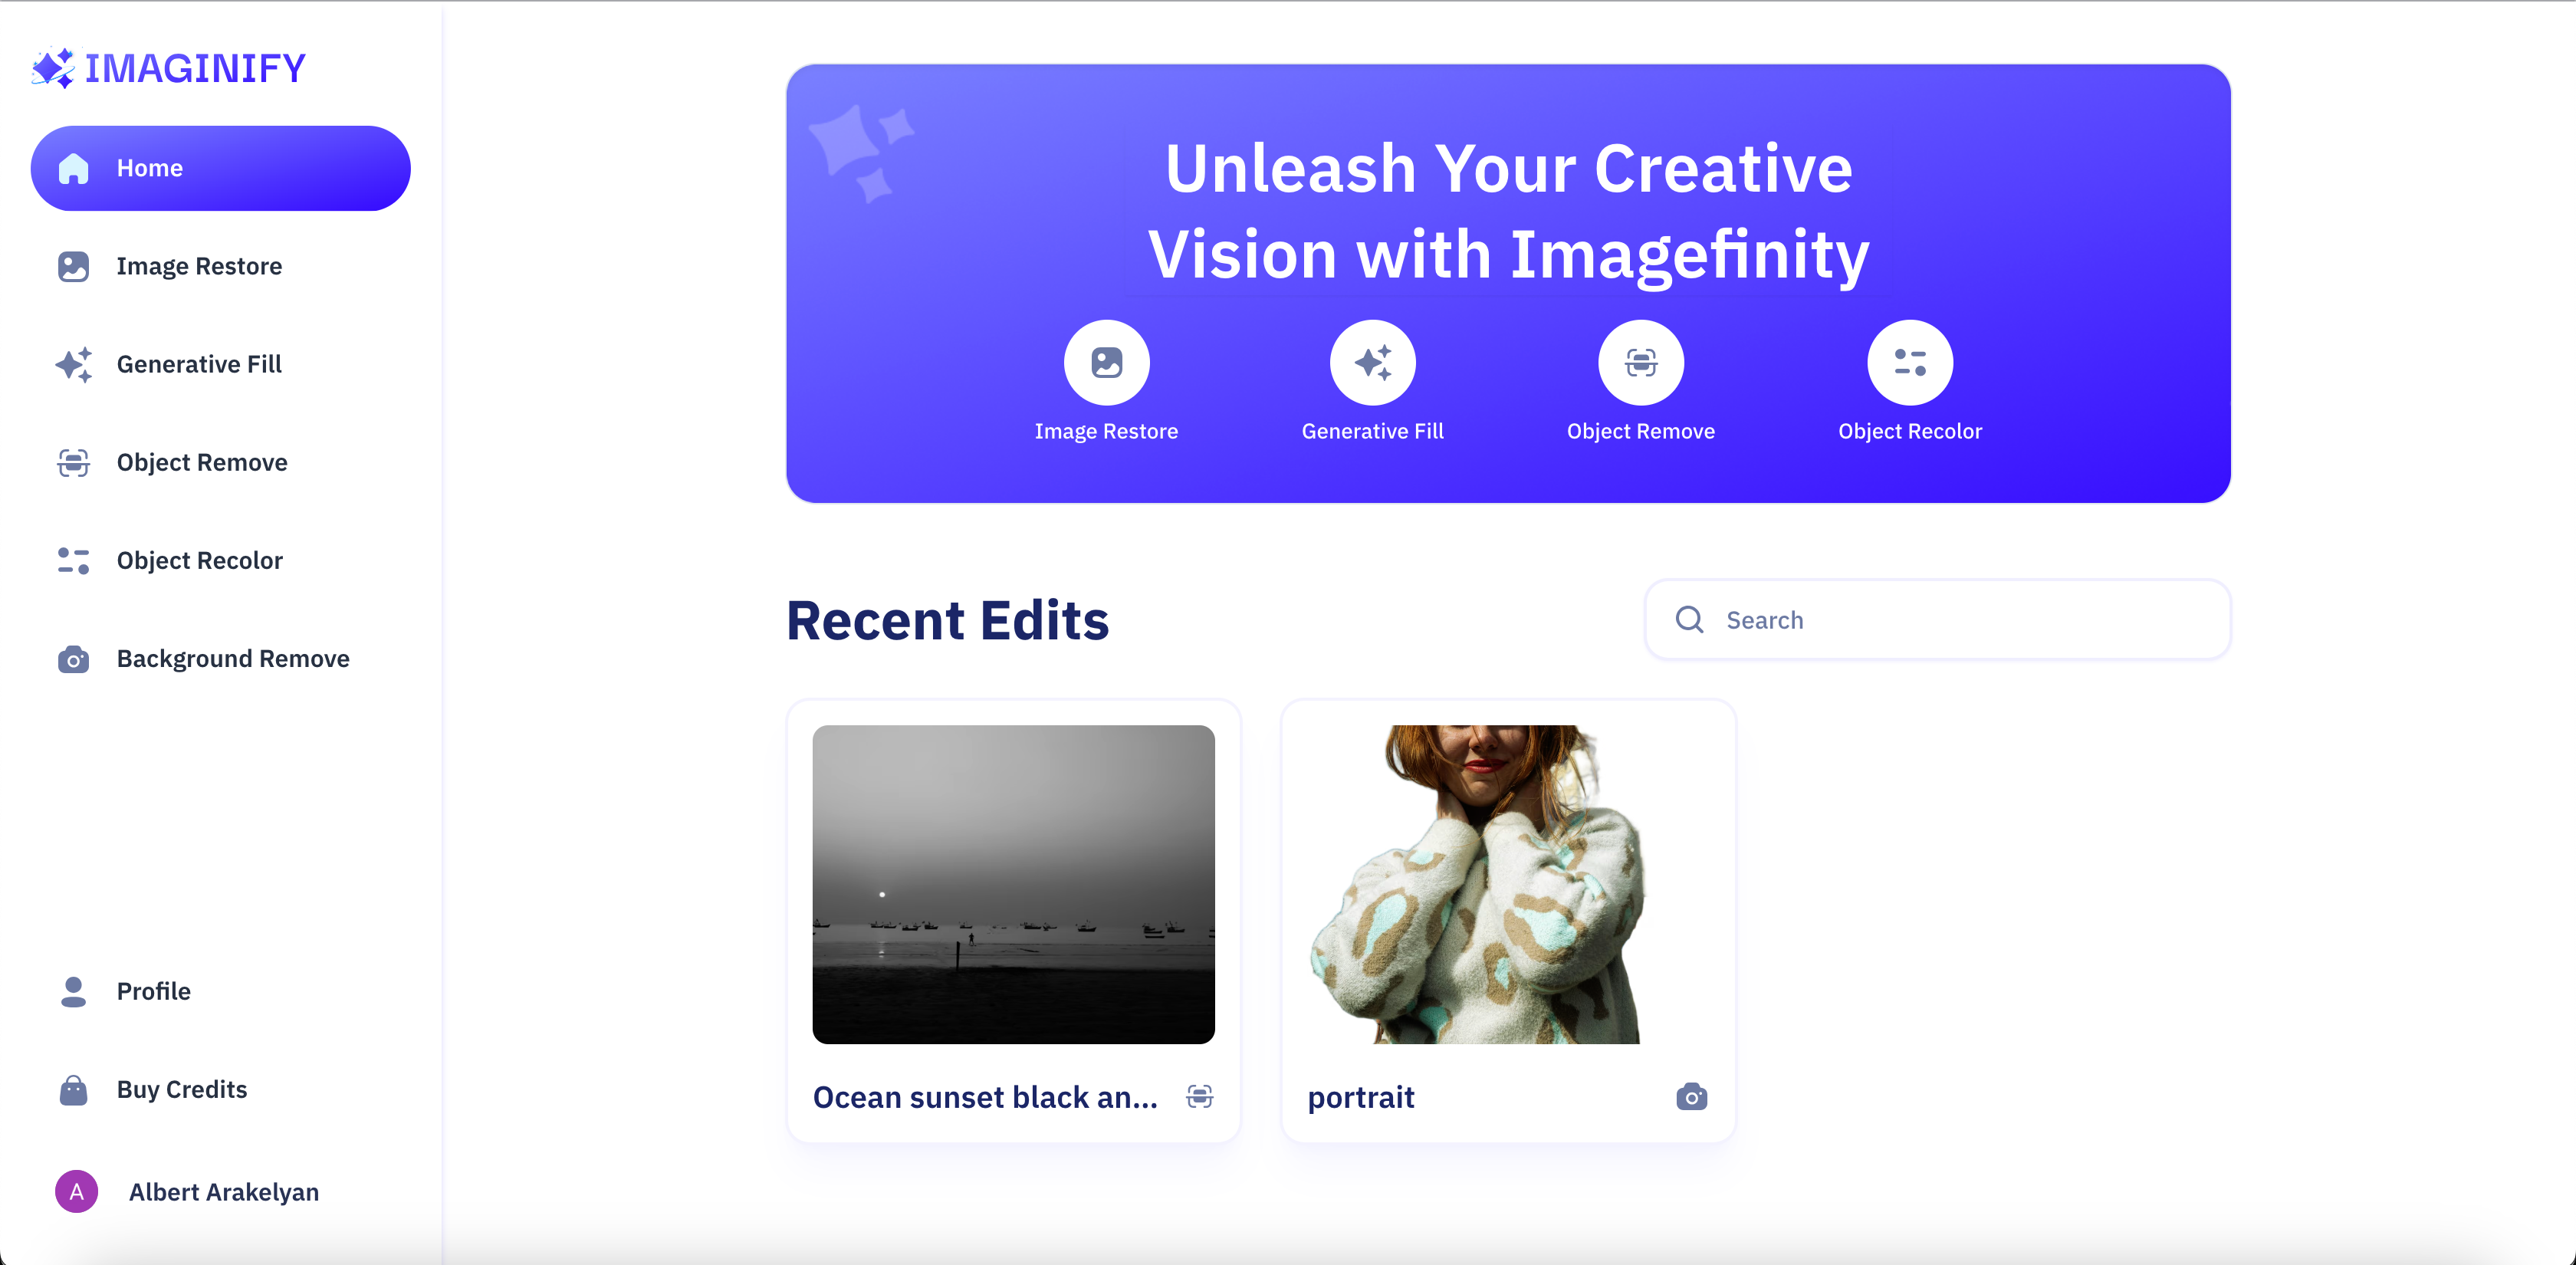 IMAGINIFY
Home
Image Restore
Generative Fill
Object Remove
Object Recolor
Background Remove
Profile
Buy Credits
A
Albert Arakelyan
Unleash Your Creative
Vision with Imagefinity
Image Restore
Generative Fill
Object Remove
Object Recolor
Recent Edits
Search
Ocean sunset black an...
portrait